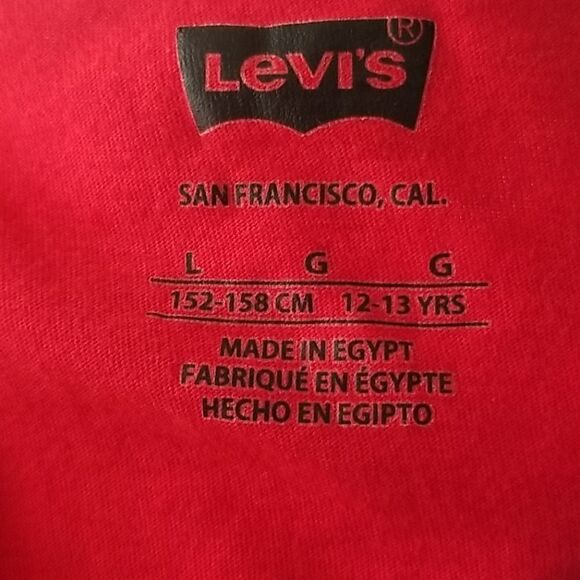 LEVI'S®
SAN FRANCISCO, CAL.
L G G
152-158 CM 12-13 YRS
MADE IN EGYPT
FABRIQUÉ EN ÉGYPTE
HECHO EN EGIPTO